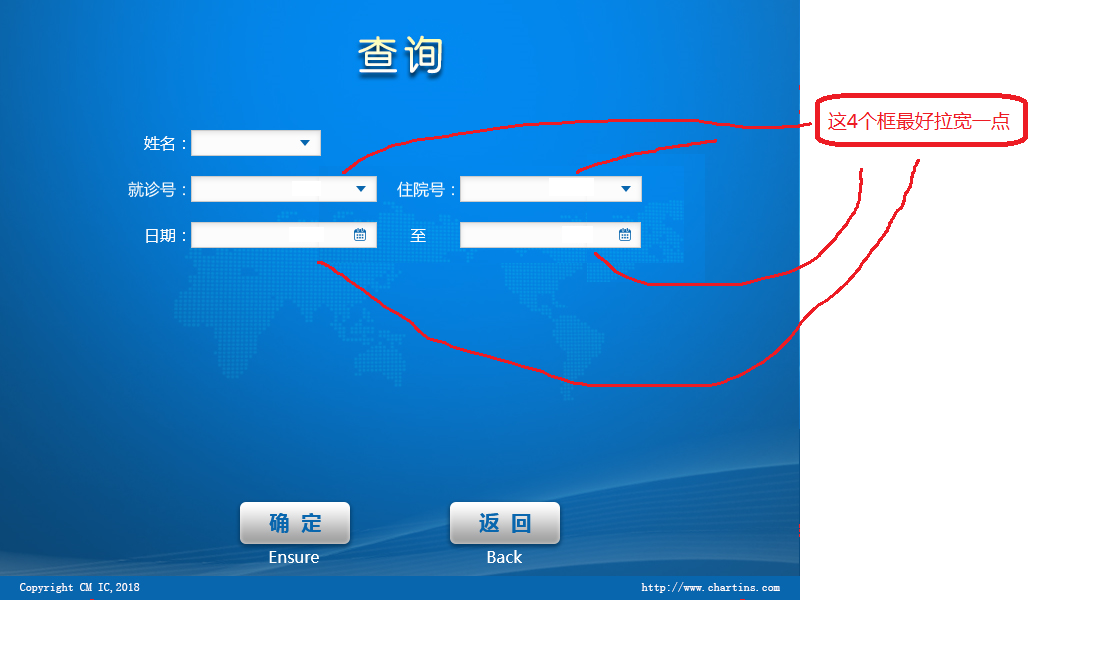 查询
这4个框最好拉宽一点
姓名：
就诊号： 住院号：
日期： 至
确 定 返 回
Ensure Back
Copyright CM IC,2018 http://www.chartins.com